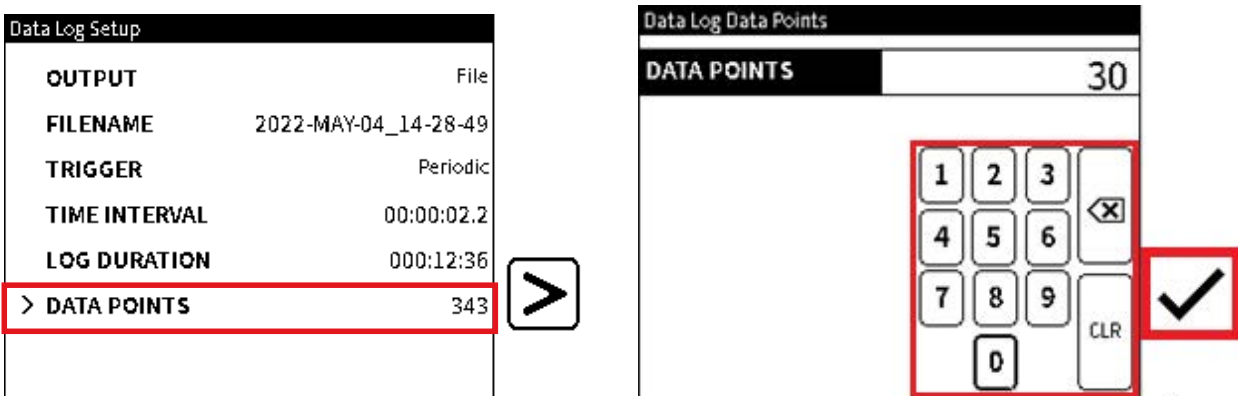 Data Log Setup
OUTPUT File
FILENAME 2022-MAY-04_14-28-49
TRIGGER Periodic
TIME INTERVAL 00:00:02.2
LOG DURATION 000:12:36
> DATA POINTS 343
>
Data Log Data Points
DATA POINTS 30
1 2 3
4 5 6
7 8 9
CLR
0